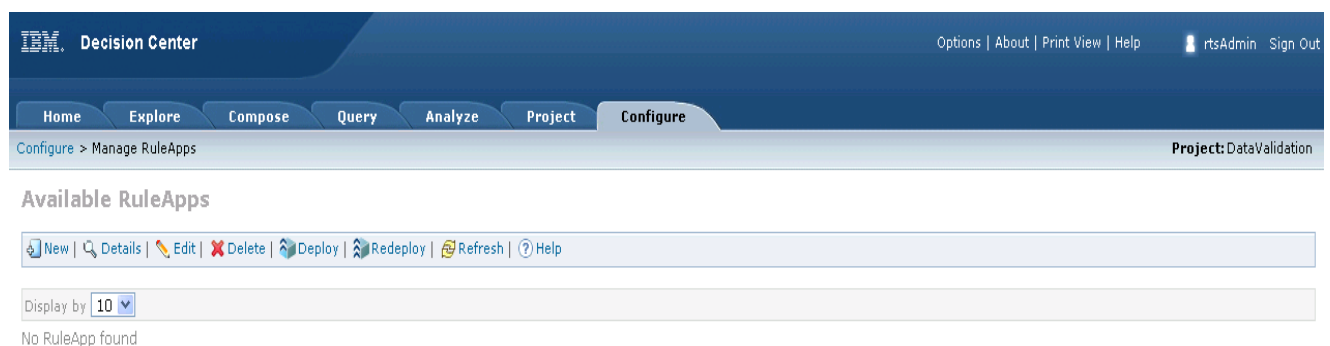 IBM. Decision Center
Options | About | Print View | Help rtsAdmin Sign Out
Home Explore Compose Query Analyze Project Configure
Configure > Manage RuleApps Project: DataValidation
Available RuleApps
New | Details | Edit | Delete | Deploy | Redeploy | Refresh | ? Help
Display by 10
No RuleApp found